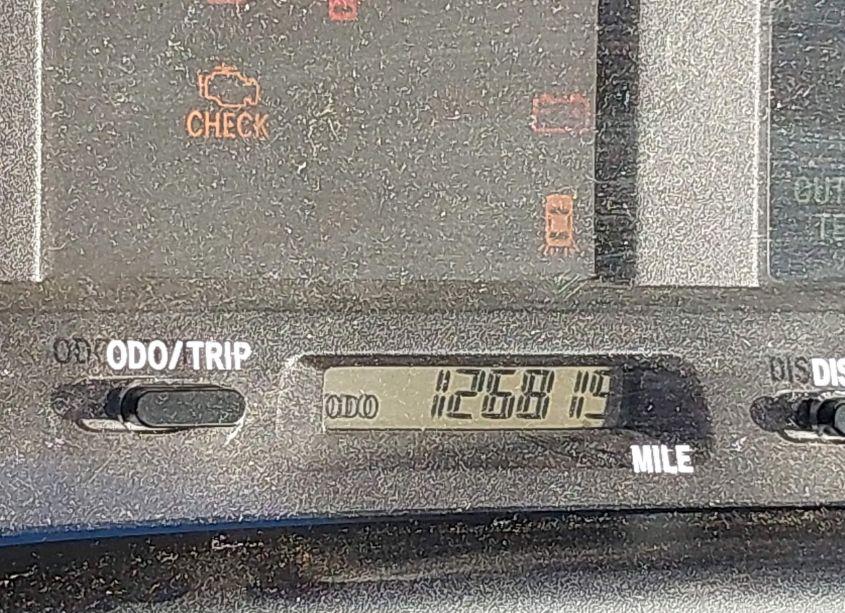 CHECK
ODO/TRIP
ODO 126819
MILE